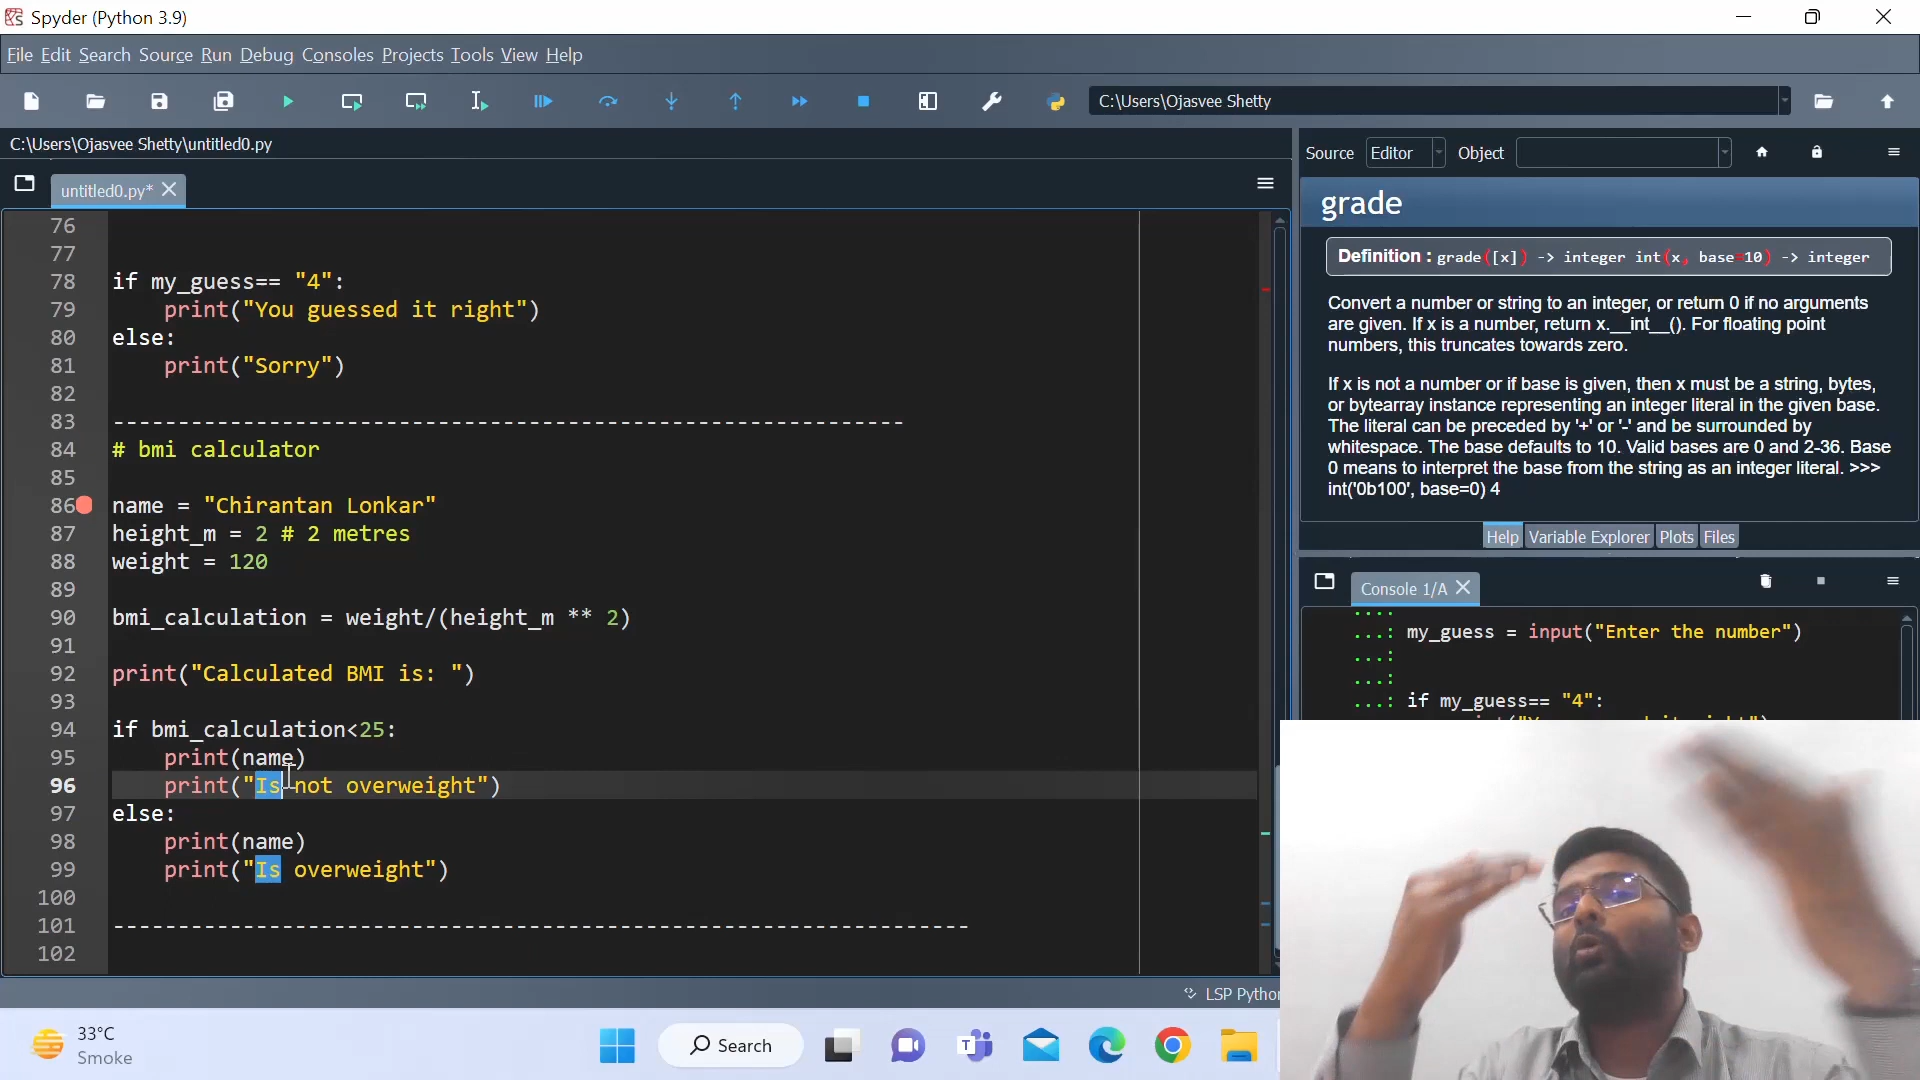 Spyder (Python 3.9)
File Edit Search Source Run Debug Consoles Projects Tools View Help
C:\Users\Ojasvee Shetty
C:\Users\Ojasvee Shetty\untitled0.py
untitled0.py*
76
77
78 if my_guess== "4":
79 print("You guessed it right")
80 else:
81 print("Sorry")
82
83 -------------------------------------------------------------
84 # bmi calculator
85
86 name = "Chirantan Lonkar"
87 height_m = 2 # 2 metres
88 weight = 120
89
90 bmi_calculation = weight/(height_m ** 2)
91
92 print("Calculated BMI is: ")
93
94 if bmi_calculation<25:
95 print(name)
96 print("Is not overweight")
97 else:
98 print(name)
99 print("Is overweight")
100
101 ------------------------------------------------------------------
102
LSP Python
Source Editor Object
grade
Definition : grade([x]) -> integer int(x, base=10) -> integer
Convert a number or string to an integer, or return 0 if no arguments
are given. If x is a number, return x.__int__(). For floating point
numbers, this truncates towards zero.
If x is not a number or if base is given, then x must be a string, bytes,
or bytearray instance representing an integer literal in the given base.
The literal can be preceded by '+' or '-' and be surrounded by
whitespace. The base defaults to 10. Valid bases are 0 and 2-36. Base
0 means to interpret the base from the string as an integer literal. >>>
int('0b100', base=0) 4
Help Variable Explorer Plots Files
Console 1/A
...:
...: my_guess = input("Enter the number")
...:
...:
...: if my_guess== "4":
33°C
Smoke
Search